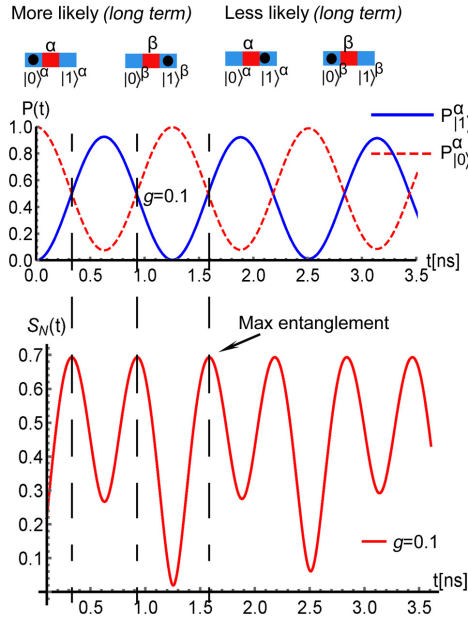 More likely (long term) Less likely (long term)
α β α β
|0⟩α |1⟩α |0⟩β |1⟩β |0⟩α |1⟩α |0⟩β |1⟩β
P(t)
1.0
0.8
0.6
0.4
0.2
0.0
P|1⟩α
P|0⟩α
g=0.1
0.0 0.5 1.0 1.5 2.0 2.5 3.0 3.5
t[ns]
SN(t)
Max entanglement
0.7
0.6
0.5
0.4
0.3
0.2
0.1
g=0.1
t[ns]
0.5 1.0 1.5 2.0 2.5 3.0 3.5